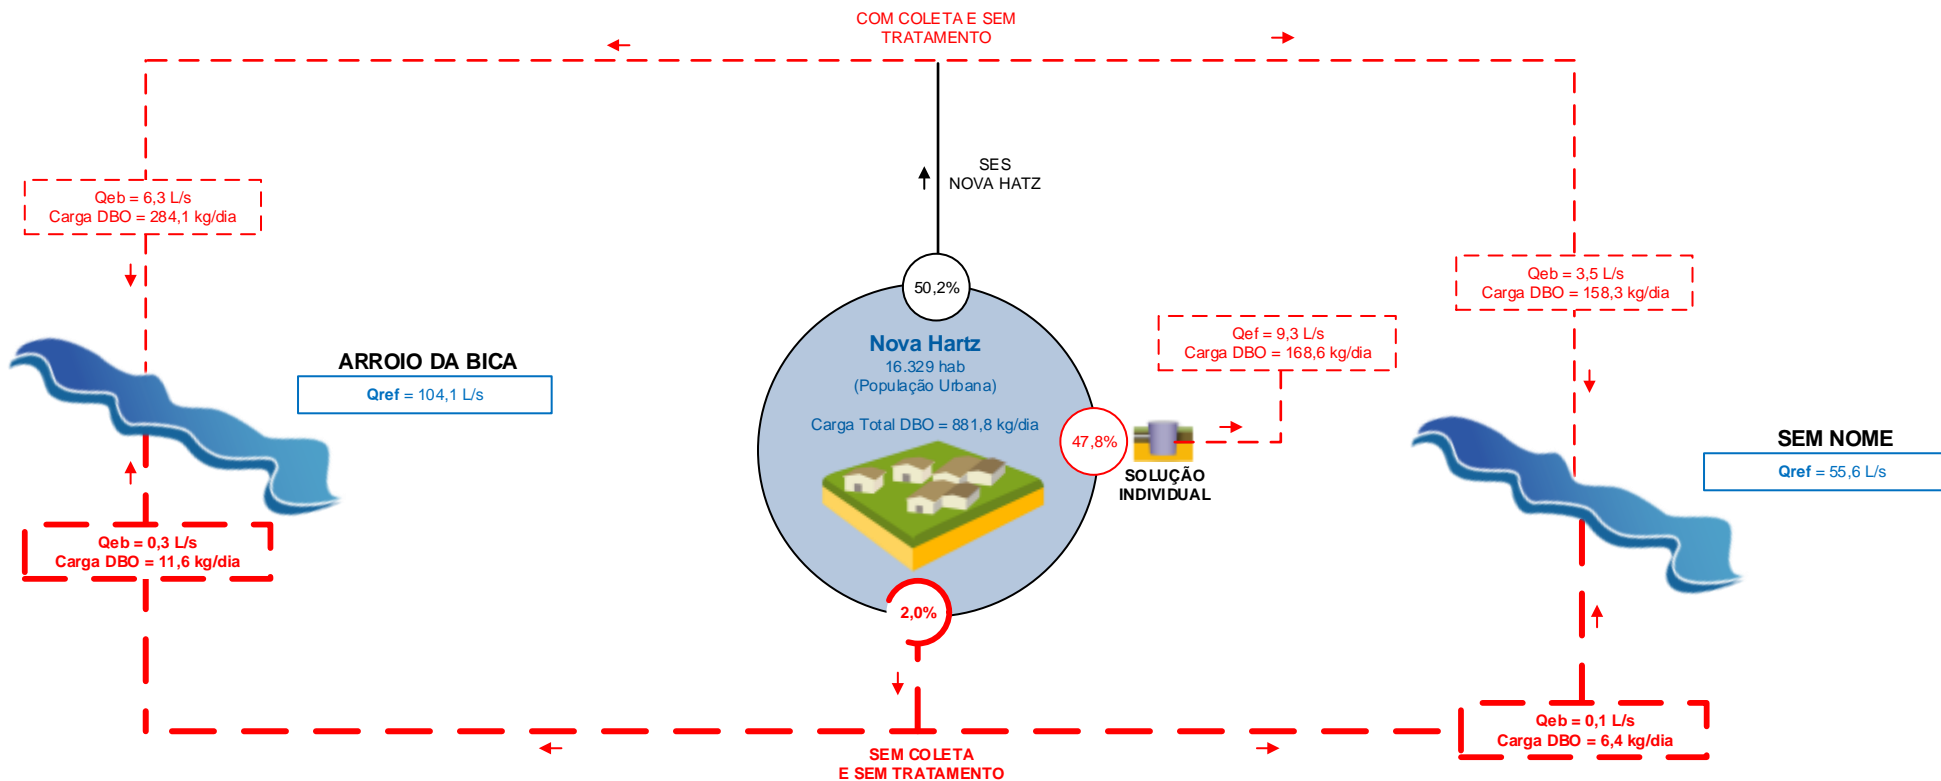 COM COLETA E SEM
TRATAMENTO
SES
NOVA HATZ
Qeb = 6,3 L/s
Carga DBO = 284,1 kg/dia
Qeb = 3,5 L/s
Carga DBO = 158,3 kg/dia
50,2%
Nova Hartz
16.329 hab
(População Urbana)
Carga Total DBO = 881,8 kg/dia
Qef = 9,3 L/s
Carga DBO = 168,6 kg/dia
ARROIO DA BICA
Qref = 104,1 L/s
47,8%
SOLUÇÃO
INDIVIDUAL
SEM NOME
Qref = 55,6 L/s
Qeb = 0,3 L/s
Carga DBO = 11,6 kg/dia
2,0%
Qeb = 0,1 L/s
Carga DBO = 6,4 kg/dia
SEM COLETA
E SEM TRATAMENTO